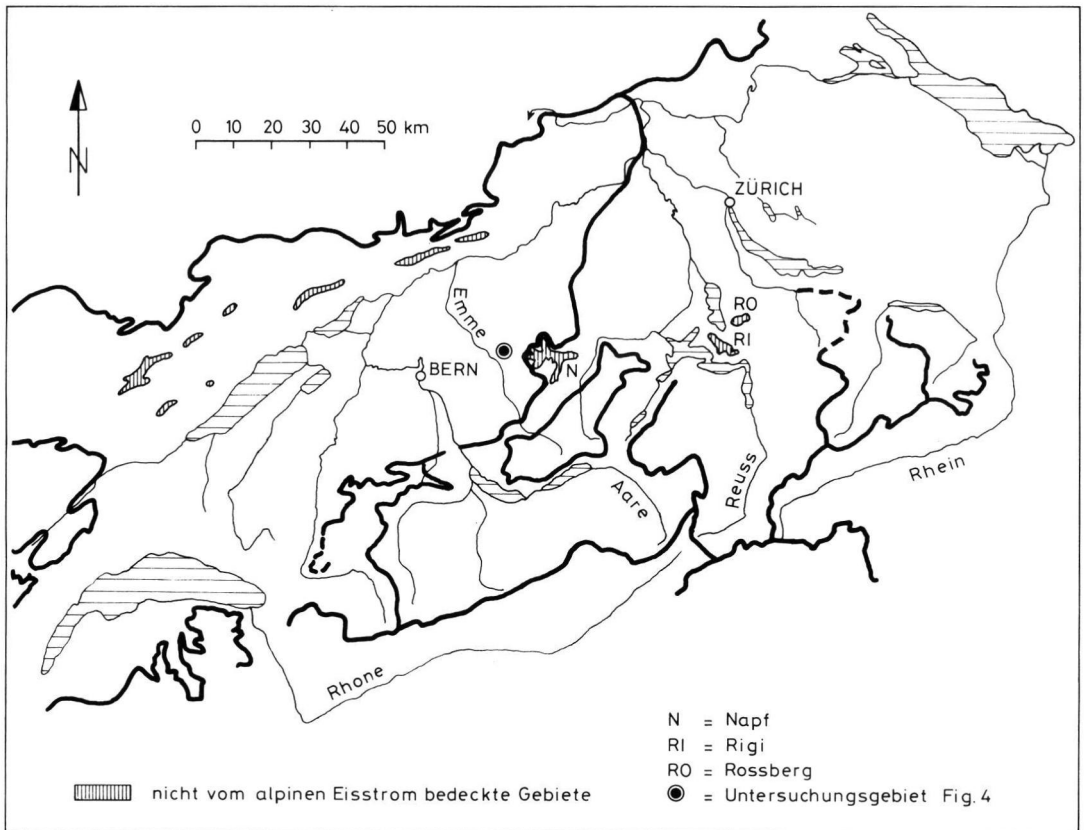 N
0 10 20 30 40 50 km
ZÜRICH
Emme
RO
RI
BERN
N
Aare
Reuss
Rhein
Rhone
N = Napf
RI = Rigi
RO = Rossberg
= Untersuchungsgebiet Fig. 4
nicht vom alpinen Eisstrom bedeckte Gebiete